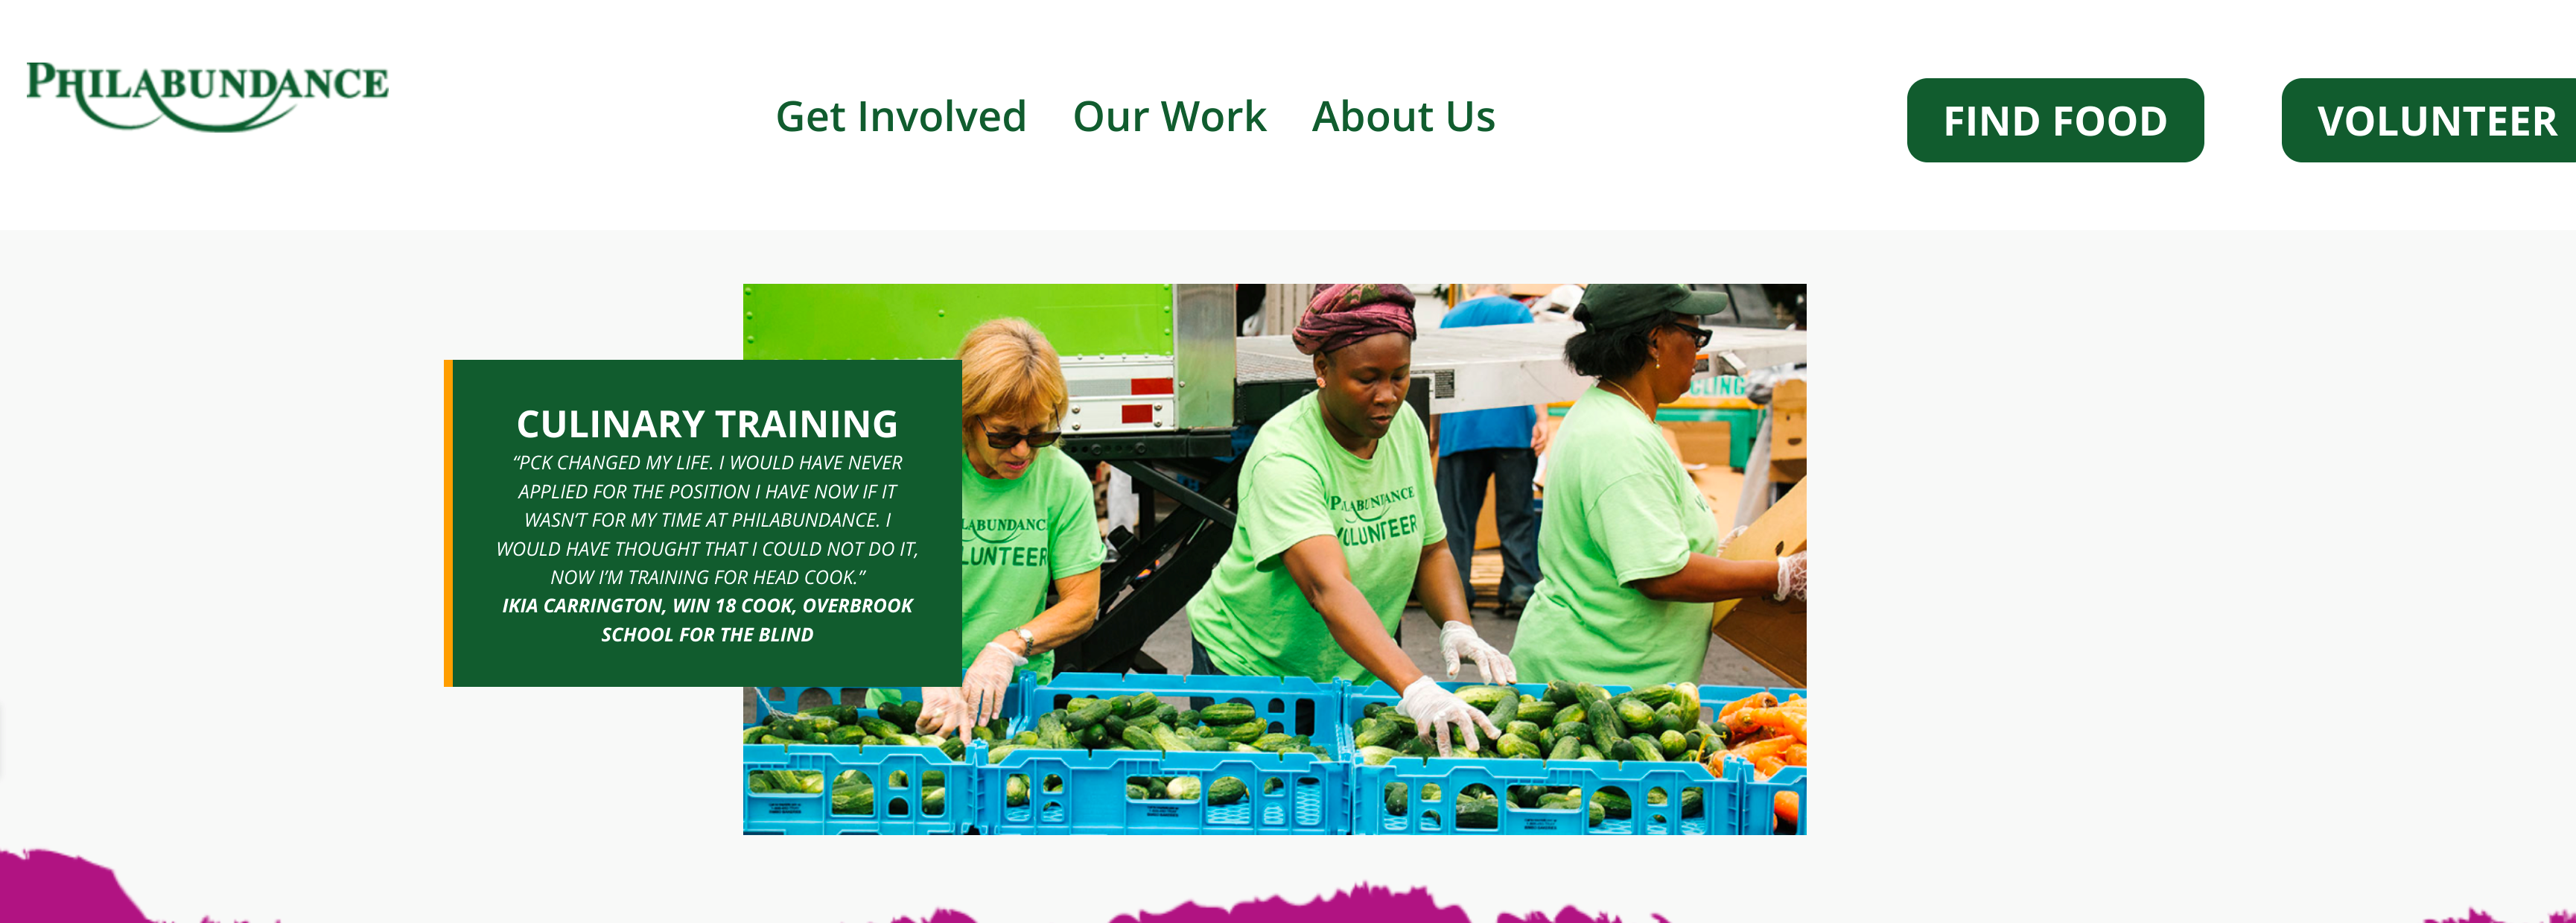 PHILABUNDANCE
Get Involved Our Work About Us
FIND FOOD
VOLUNTEER
CULINARY TRAINING
“PCK CHANGED MY LIFE. I WOULD HAVE NEVER
APPLIED FOR THE POSITION I HAVE NOW IF IT
WASN’T FOR MY TIME AT PHILABUNDANCE. I
WOULD HAVE THOUGHT THAT I COULD NOT DO IT,
NOW I’M TRAINING FOR HEAD COOK.”
IKIA CARRINGTON, WIN 18 COOK, OVERBROOK
SCHOOL FOR THE BLIND
LABUNDANC
LUNTEER
PHILABUNDANCE
VOLUNTEER
CLING